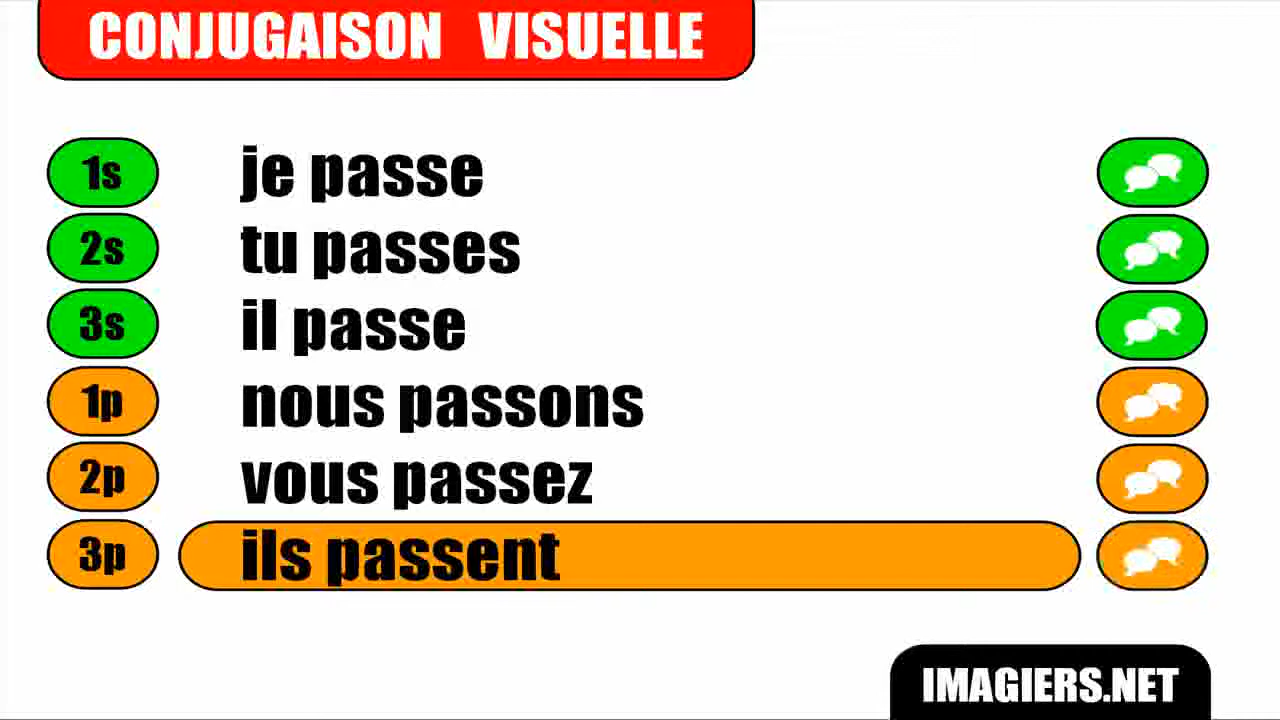 CONJUGAISON VISUELLE
1s je passe
2s tu passes
3s il passe
1p nous passons
2p vous passez
3p ils passent
IMAGIERS.NET